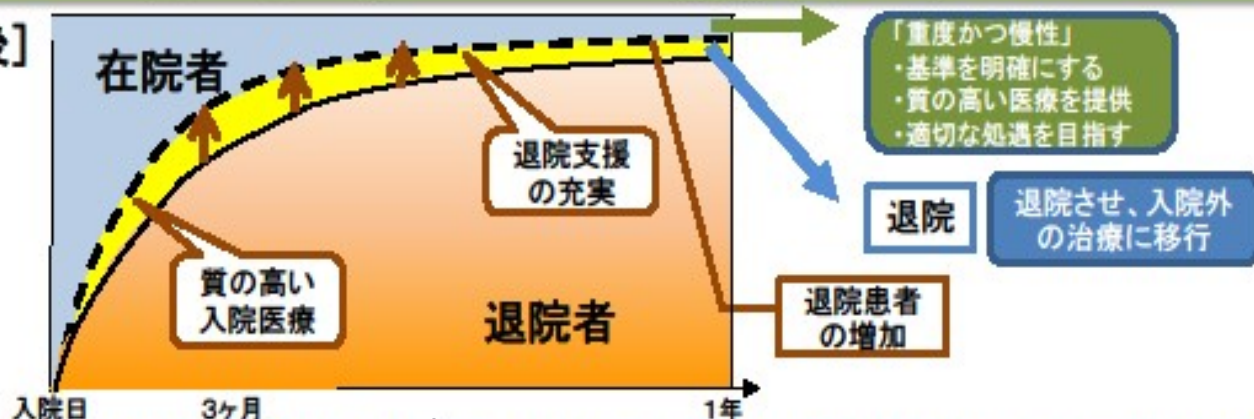 後]
在院者
「重度かつ慢性」
・基準を明確にする
・質の高い医療を提供
・適切な処遇を目指す
退院支援
の充実
退院
退院させ、入院外
の治療に移行
質の高い
入院医療
退院者
退院患者
の増加
入院日
3ヶ月
1年